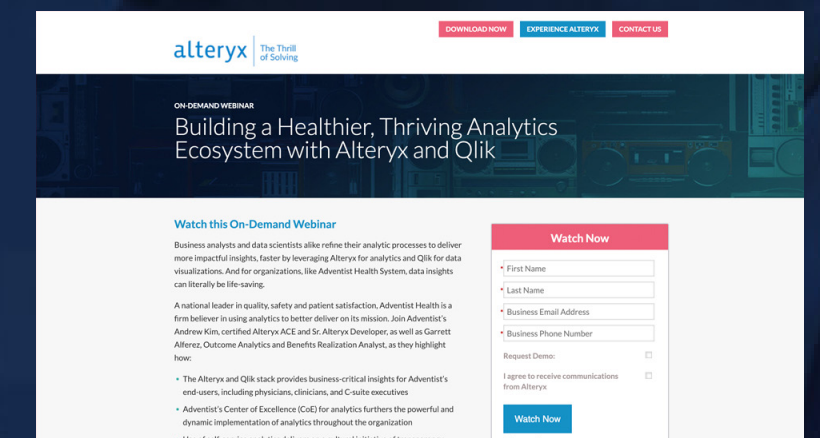 DOWNLOAD NOW
EXPERIENCE ALTERYX
CONTACT US
alteryx
The Thrill
of Solving
ON-DEMAND WEBINAR
Building a Healthier, Thriving Analytics
Ecosystem with Alteryx and Qlik
Watch this On-Demand Webinar
Business analysts and data scientists alike refine their analytic processes to deliver
more impactful insights, faster by leveraging Alteryx for analytics and Qlik for data
visualizations. And for organizations, like Adventist Health System, data insights
can literally be life-saving.
A national leader in quality, safety and patient satisfaction, Adventist Health is a
firm believer in using analytics to better deliver on its mission. Join Adventist's
Andrew Kim, certified Alteryx ACE and Sr. Alteryx Developer, as well as Garrett
Alferez, Outcome Analytics and Benefits Realization Analyst, as they highlight
how:
• The Alteryx and Qlik stack provides business-critical insights for Adventist's
end-users, including physicians, clinicians, and C-suite executives
• Adventist's Center of Excellence (CoE) for analytics furthers the powerful and
dynamic implementation of analytics throughout the organization
Watch Now
* First Name
* Last Name
* Business Email Address
* Business Phone Number
Request Demo:
I agree to receive communications
from Alteryx
Watch Now